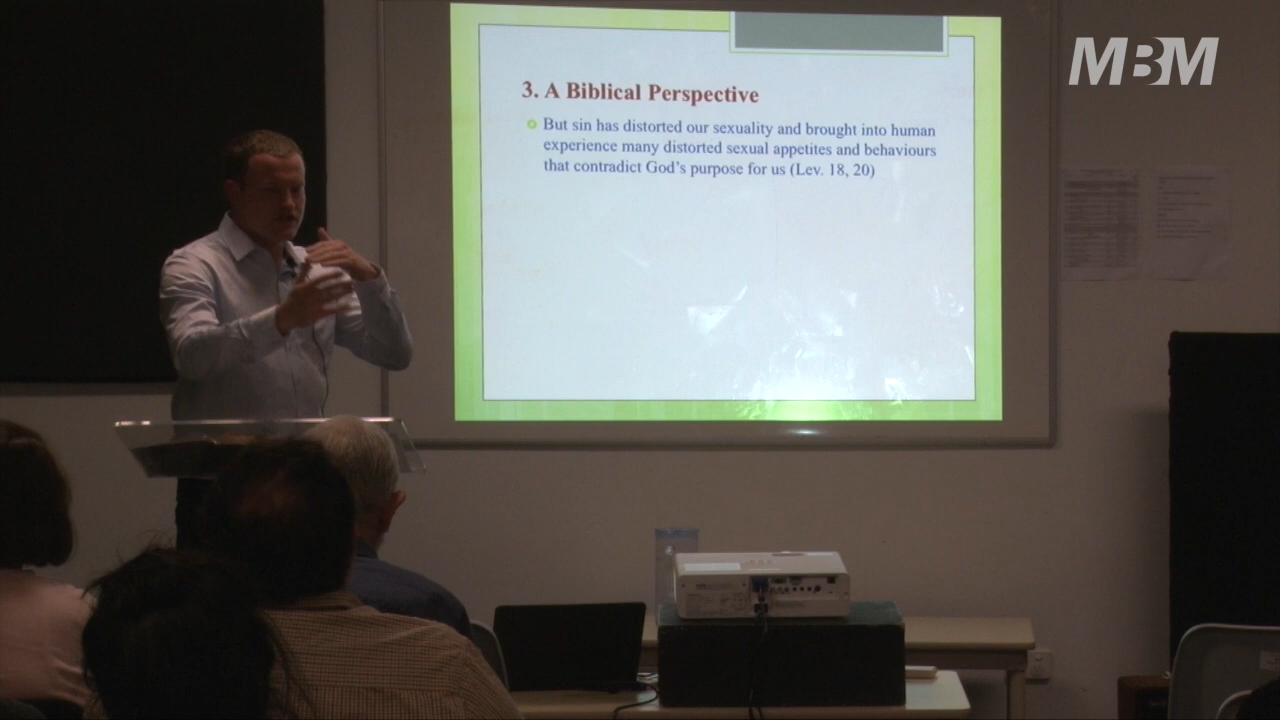 MBM
3. A Biblical Perspective
But sin has distorted our sexuality and brought into human
experience many distorted sexual appetites and behaviours
that contradict God's purpose for us (Lev. 18, 20)